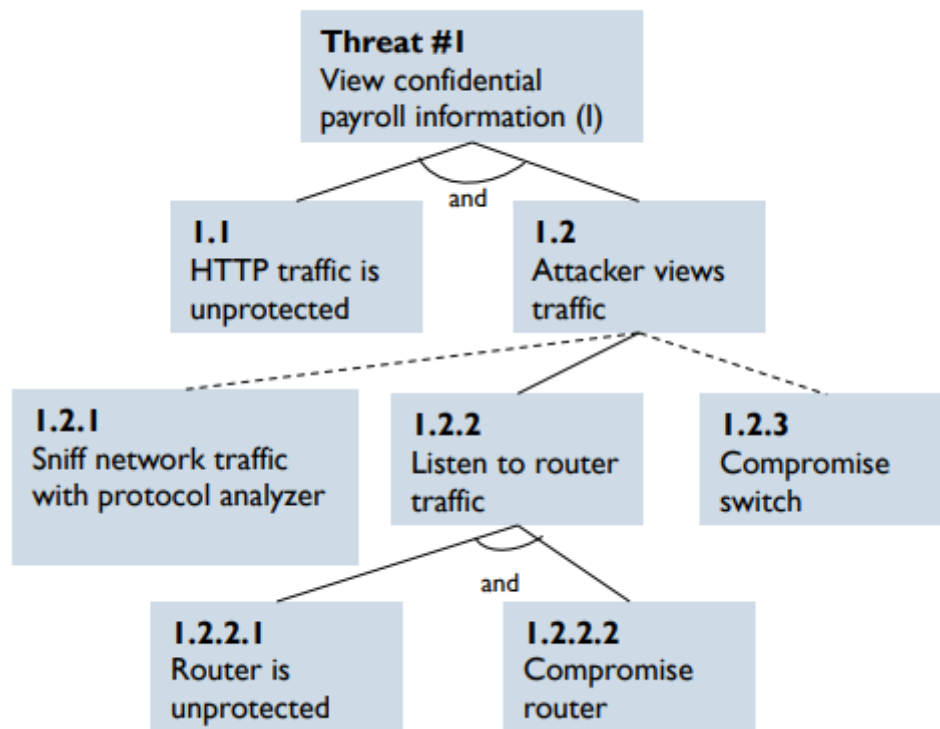 Threat #1
View confidential
payroll information (I)
and
1.1
HTTP traffic is
unprotected
1.2
Attacker views
traffic
1.2.1
Sniff network traffic
with protocol analyzer
1.2.2
Listen to router
traffic
1.2.3
Compromise
switch
and
1.2.2.1
Router is
unprotected
1.2.2.2
Compromise
router